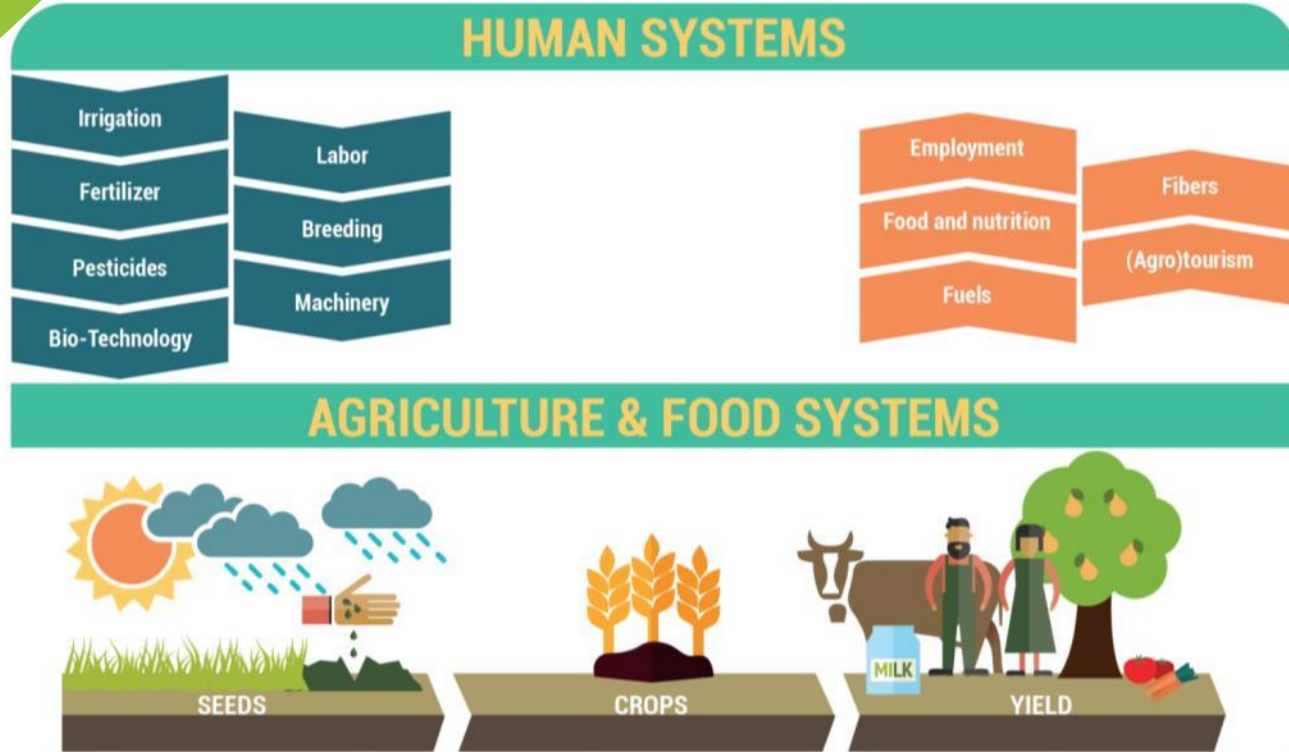 HUMAN SYSTEMS
Irrigation
Fertilizer
Pesticides
Bio-Technology
Labor
Breeding
Machinery
Employment
Food and nutrition
Fuels
Fibers
(Agro)tourism
AGRICULTURE & FOOD SYSTEMS
MILK
SEEDS
CROPS
YIELD